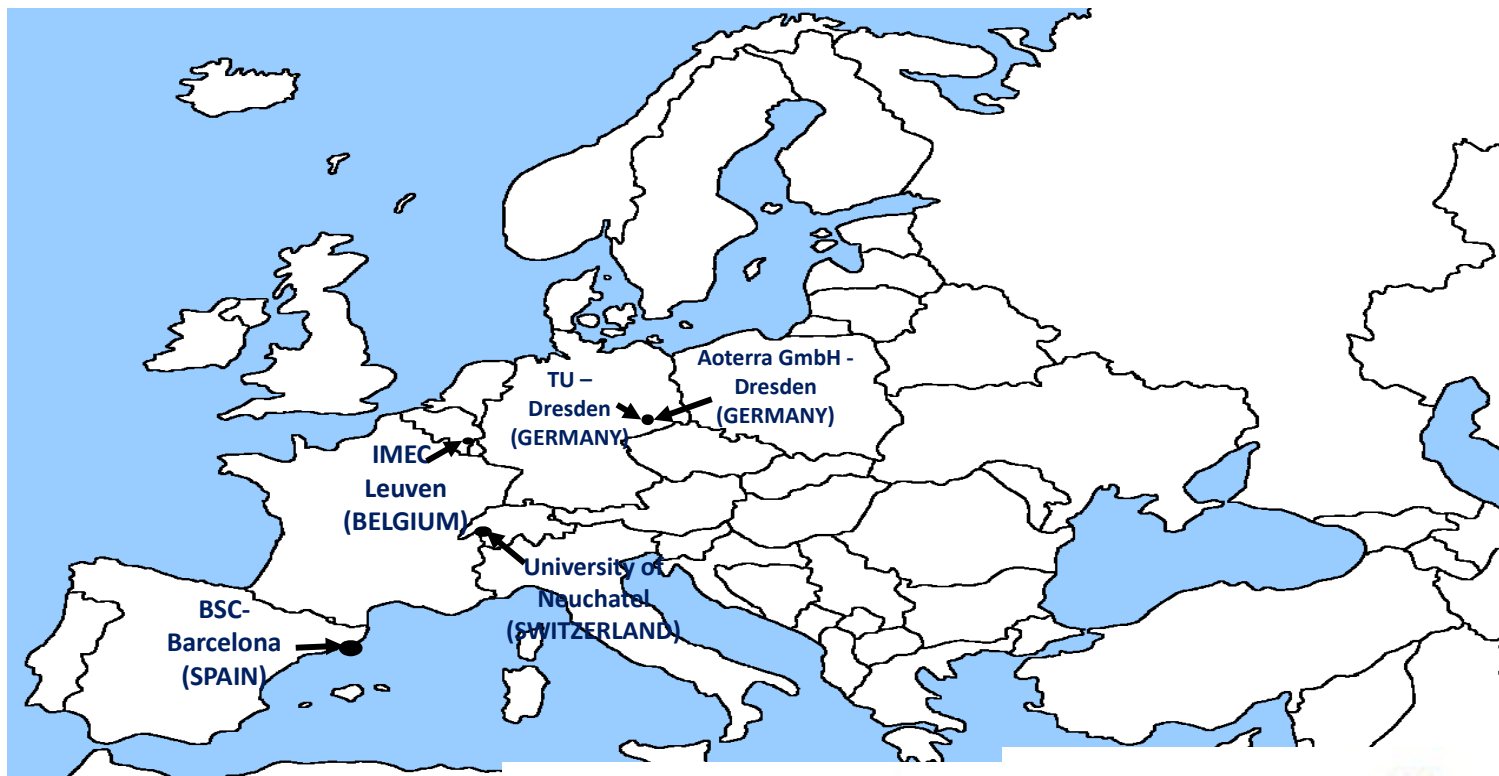 Aoterra GmbH -
Dresden
(GERMANY)
TU –
Dresden
(GERMANY)
IMEC
Leuven
(BELGIUM)
University of
Neuchatel
(SWITZERLAND)
BSC-
Barcelona
(SPAIN)